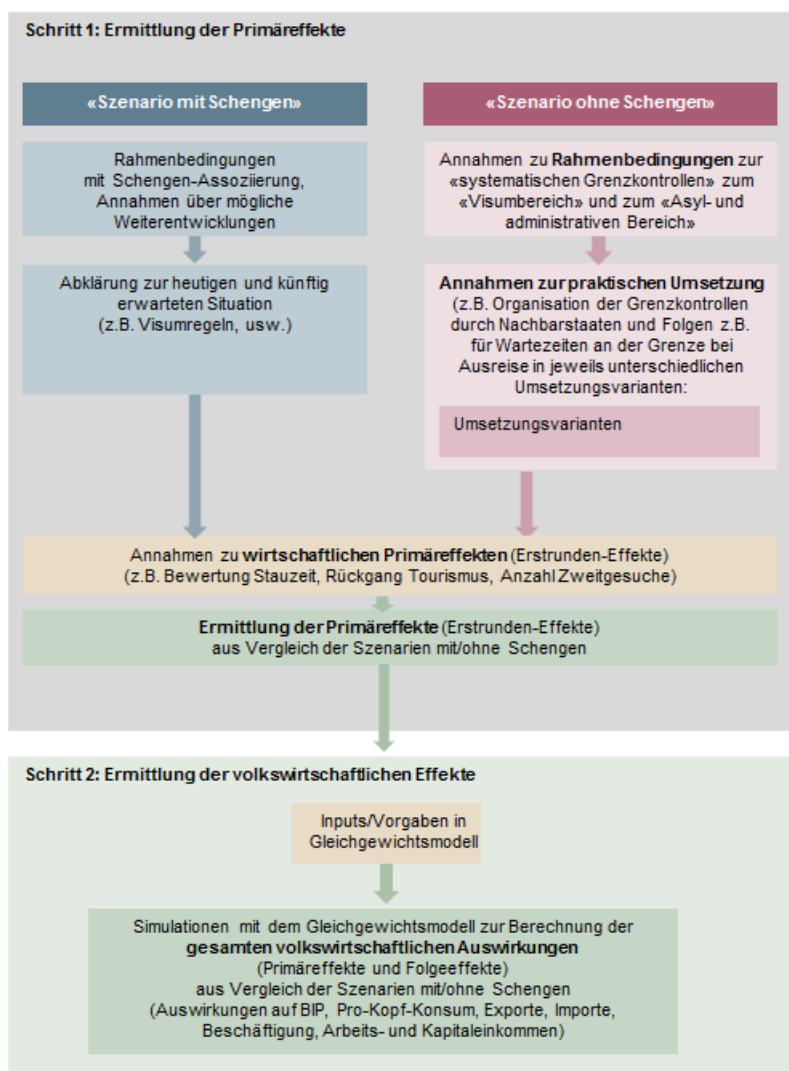 Schritt 1: Ermittlung der Primäreffekte
«Szenario mit Schengen»
Rahmenbedingungen
mit Schengen-Assoziierung,
Annahmen über mögliche
Weiterentwicklungen
Abklärung zur heutigen und künftig
erwarteten Situation
(z.B. Visumregeln, usw.)
«Szenario ohne Schengen»
Annahmen zu Rahmenbedingungen zur
«systematischen Grenzkontrollen» zum
«Visumbereich» und zum «Asyl- und
administrativen Bereich»
Annahmen zur praktischen Umsetzung
(z.B. Organisation der Grenzkontrollen
durch Nachbarstaaten und Folgen z.B.
für Wartezeiten an der Grenze bei
Ausreise in jeweils unterschiedlichen
Umsetzungsvarianten:
Umsetzungsvarianten
Annahmen zu wirtschaftlichen Primäreffekten (Erstrunden-Effekte)
(z.B. Bewertung Stauzeit, Rückgang Tourismus, Anzahl Zweitgesuche)
Ermittlung der Primäreffekte (Erstrunden-Effekte)
aus Vergleich der Szenarien mit/ohne Schengen
Schritt 2: Ermittlung der volkswirtschaftlichen Effekte
Inputs/Vorgaben in
Gleichgewichtsmodell
Simulationen mit dem Gleichgewichtsmodell zur Berechnung der
gesamten volkswirtschaftlichen Auswirkungen
(Primäreffekte und Folgeeffekte)
aus Vergleich der Szenarien mit/ohne Schengen
(Auswirkungen auf BIP, Pro-Kopf-Konsum, Exporte, Importe,
Beschäftigung, Arbeits- und Kapitaleinkommen)